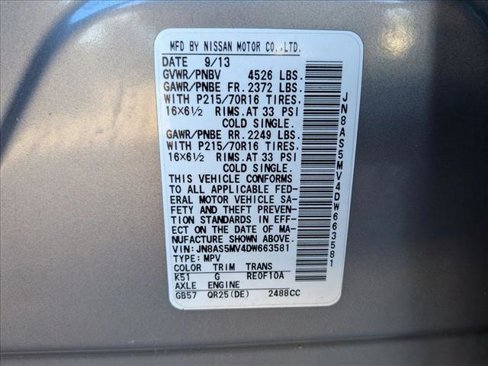 MFD BY NISSAN MOTOR CO.,LTD.
DATE 9/13
GVWR/PNBV 4526 LBS.
GAWR/PNBE FR. 2372 LBS.
WITH P215/70R16 TIRES.
16X6½ RIMS.AT 33 PSI
COLD SINGLE.
GAWR/PNBE RR. 2249 LBS.
WITH P215/70R16 TIRES.
16X6½ RIMS.AT 33 PSI
COLD SINGLE.
THIS VEHICLE CONFORMS
TO ALL APPLICABLE FED-
ERAL MOTOR VEHICLE SA-
FETY AND THEFT PREVEN-
TION STANDARDS IN EFF-
ECT ON THE DATE OF MA-
NUFACTURE SHOWN ABOVE.
VIN:JN8AS5MV4DW663581
TYPE:MPV
COLOR TRIM TRANS
K51 G RE0F10A
AXLE ENGINE
GB57 QR25(DE) 2488CC
JN8AS5MV4DW663581